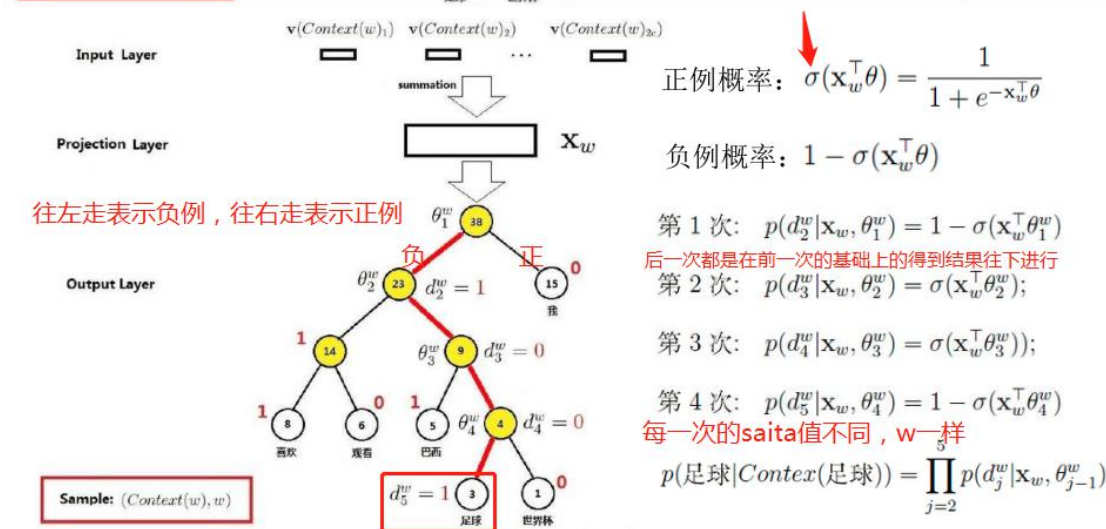 v(Context(w)₁) v(Context(w)₂) v(Context(w)₂c)
Input Layer
...
summation
Projection Layer
x_w
往左走表示负例，往右走表示正例
θ₁^w 38
负 正
Output Layer
θ₂^w 23 d₂^w = 1
15 0
我
1 14
θ₃^w 9 d₃^w = 0
1 8
喜欢
6 0
观看
1 5
巴西
θ₄^w 4 d₄^w = 0
d₅^w = 1 3
足球
1 0
世界杯
Sample: (Context(w), w)
正例概率：σ(x_w^⊤θ) = 1 / (1 + e^{-x_w^⊤θ})
负例概率：1 − σ(x_w^⊤θ)
第 1 次: p(d₂^w|x_w, θ₁^w) = 1 − σ(x_w^⊤θ₁^w)
后一次都是在前一次的基础上的得到结果往下进行
第 2 次: p(d₃^w|x_w, θ₂^w) = σ(x_w^⊤θ₂^w);
第 3 次: p(d₄^w|x_w, θ₃^w) = σ(x_w^⊤θ₃^w));
第 4 次: p(d₅^w|x_w, θ₄^w) = 1 − σ(x_w^⊤θ₄^w)
每一次的saita值不同，w一样
p(足球|Contex(足球)) = ∏_{j=2}^{5} p(d_j^w|x_w, θ_{j−1}^w)